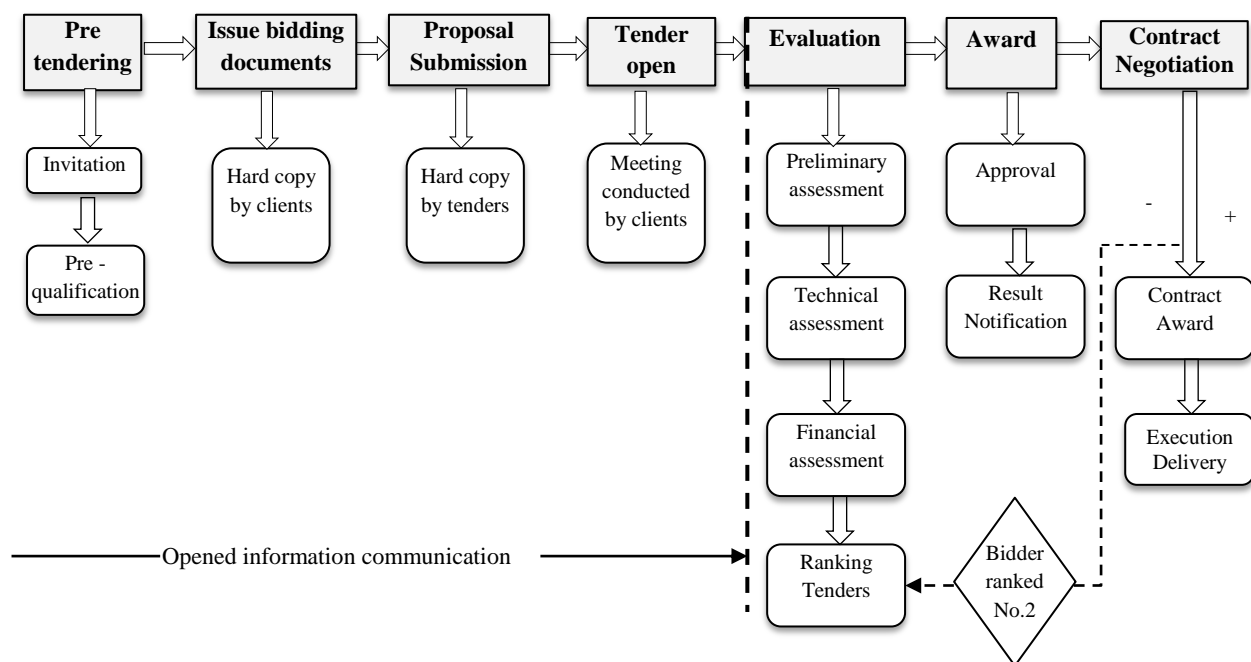 Pre
tendering
Issue bidding
documents
Proposal
Submission
Tender
open
Evaluation
Award
Contract
Negotiation
Invitation
Pre -
qualification
Hard copy
by clients
Hard copy
by tenders
Meeting
conducted
by clients
Preliminary
assessment
Technical
assessment
Financial
assessment
Ranking
Tenders
Approval
Result
Notification
-
+
Contract
Award
Execution
Delivery
Bidder
ranked
No.2
Opened information communication